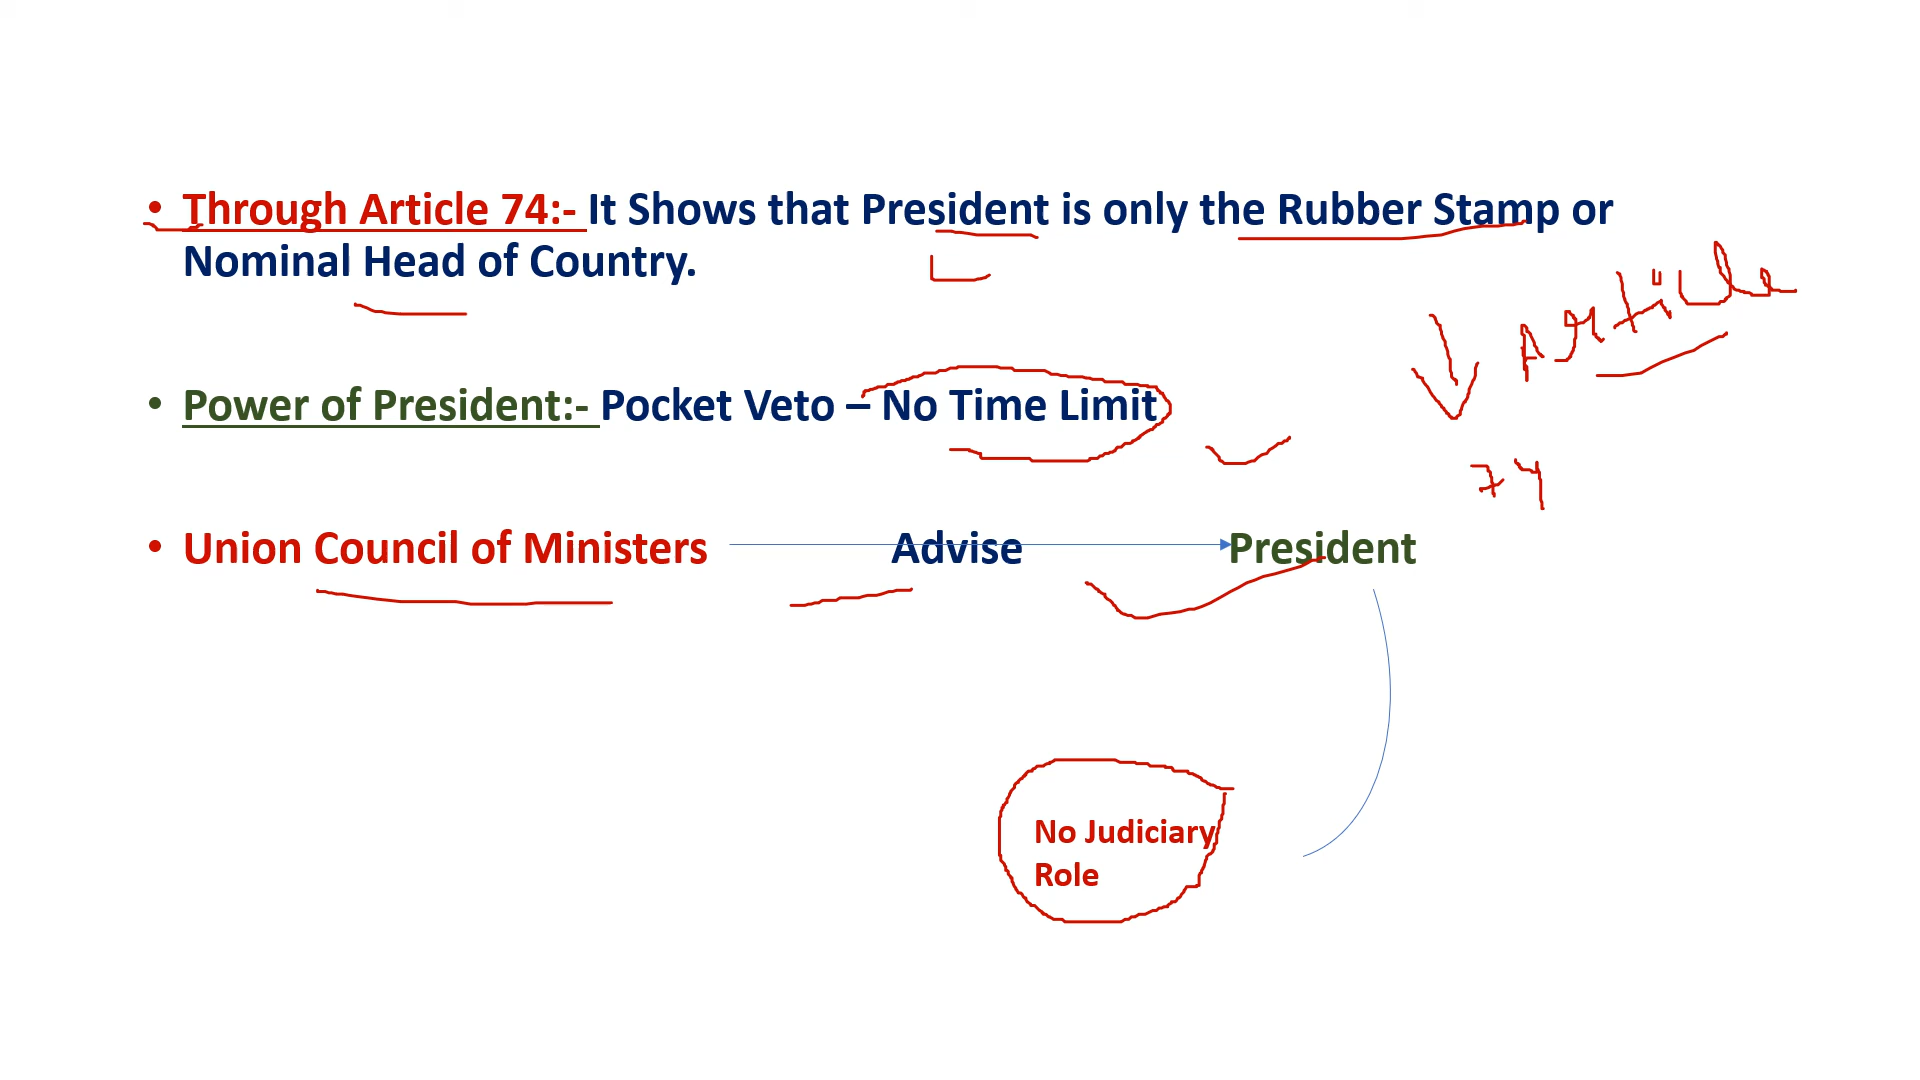 • Through Article 74:- It Shows that President is only the Rubber Stamp or
Nominal Head of Country.
Article
• Power of President:- Pocket Veto – No Time Limit
74
• Union Council of Ministers Advise President
No Judiciary
Role